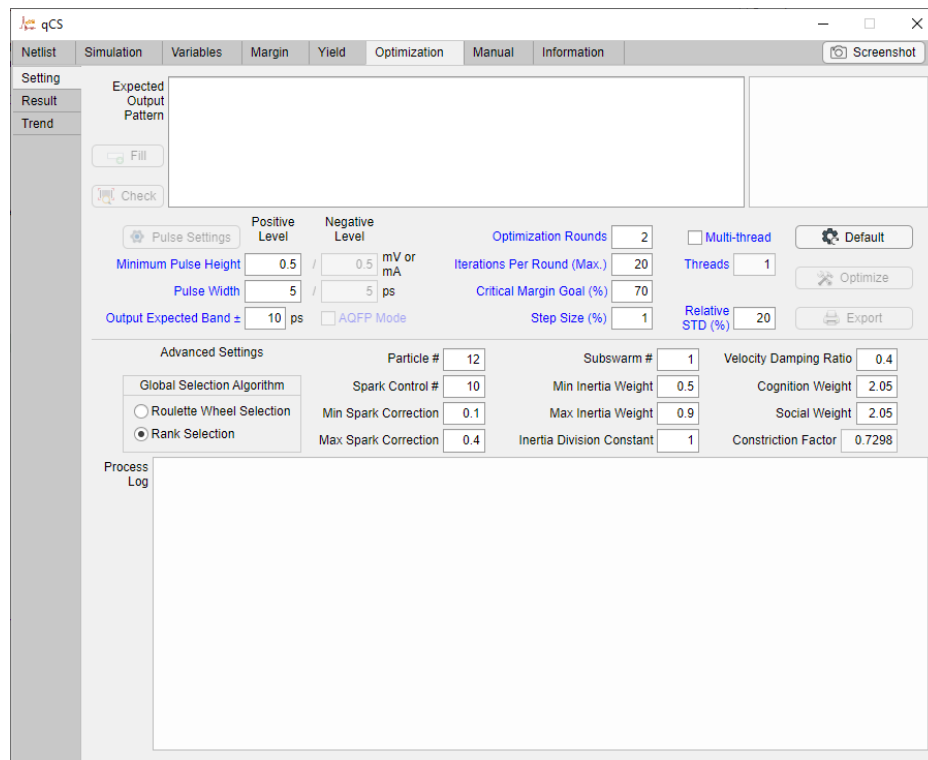 qCS
Netlist Simulation Variables Margin Yield Optimization Manual Information Screenshot
Setting
Result
Trend
Expected
Output
Pattern
Fill
Check
Pulse Settings
Positive
Level
Negative
Level
Minimum Pulse Height 0.5 / 0.5 mV or
mA
Pulse Width 5 / 5 ps
Output Expected Band ± 10 ps AQFP Mode
Optimization Rounds 2
Iterations Per Round (Max.) 20
Critical Margin Goal (%) 70
Step Size (%) 1
Multi-thread
Threads 1
Relative
STD (%) 20
Default
Optimize
Export
Advanced Settings
Global Selection Algorithm
Roulette Wheel Selection
Rank Selection
Particle # 12
Spark Control # 10
Min Spark Correction 0.1
Max Spark Correction 0.4
Subswarm # 1
Min Inertia Weight 0.5
Max Inertia Weight 0.9
Inertia Division Constant 1
Velocity Damping Ratio 0.4
Cognition Weight 2.05
Social Weight 2.05
Constriction Factor 0.7298
Process
Log